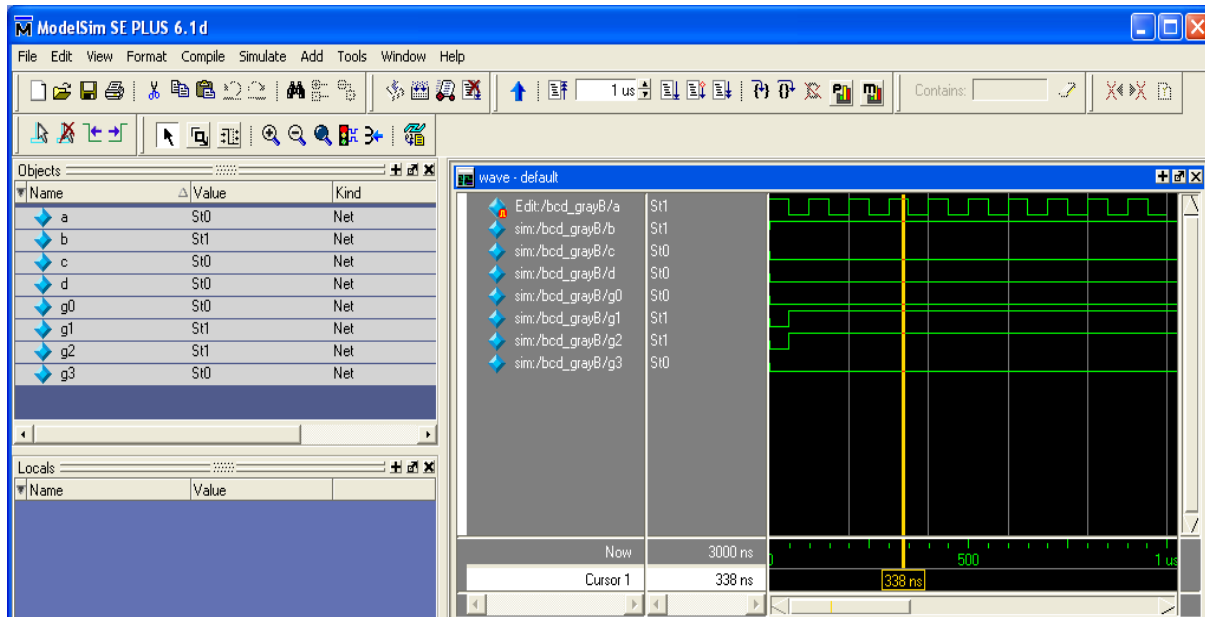 ModelSim SE PLUS 6.1d
File Edit View Format Compile Simulate Add Tools Window Help
1 us
Contains:
Objects
Name Value Kind
a St0 Net
b St1 Net
c St0 Net
d St0 Net
g0 St0 Net
g1 St1 Net
g2 St1 Net
g3 St0 Net
Locals
Name Value
wave - default
Edit:/bcd_grayB/a St1
sim:/bcd_grayB/b St1
sim:/bcd_grayB/c St0
sim:/bcd_grayB/d St0
sim:/bcd_grayB/g0 St0
sim:/bcd_grayB/g1 St1
sim:/bcd_grayB/g2 St1
sim:/bcd_grayB/g3 St0
Now 3000 ns 0 500 1 us
Cursor 1 338 ns 338 ns